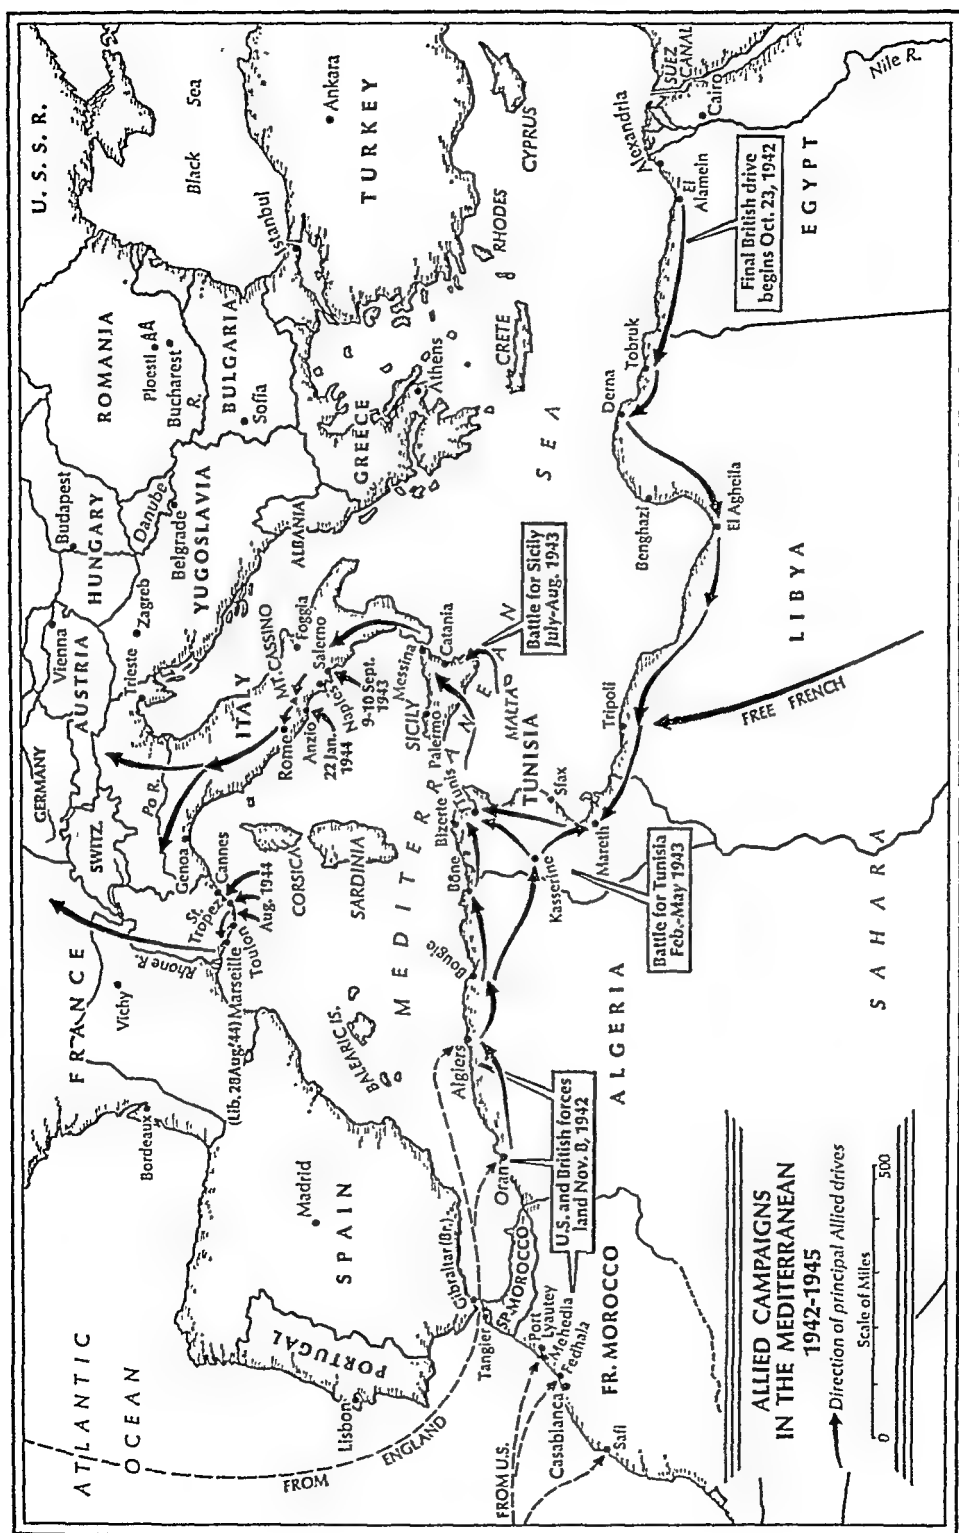 ALLIED CAMPAIGNS
IN THE MEDITERRANEAN
1942-1945
Direction of principal Allied drives
Scale of Miles
0
500
ATLANTIC
OCEAN
FROM
ENGLAND
FROM U.S.
PORTUGAL
Lisbon
SPAIN
Madrid
Gibraltar (Br.)
Tangier
SP. MOROCCO
Port
Lyautey
Mehedia
Fedhala
Casablanca
Safi
FR. MOROCCO
U.S. and British forces
land Nov. 8, 1942
Oran
Algiers
Bougie
Bône
Bizerte
Tunis
ALGERIA
SAHARA
Kasserine
Battle for Tunisia
Feb.-May 1943
TUNISIA
Sfax
Mareth
Tripoli
FREE FRENCH
LIBYA
El Agheila
Benghazi
Derna
Tobruk
Final British drive
begins Oct. 23, 1942
El
Alamein
Alexandria
SUEZ
CANAL
Cairo
Nile R.
EGYPT
MEDITERRANEAN
SEA
BALEARIC IS.
FRANCE
Bordeaux
Vichy
Rhone R.
(Lib. 28 Aug. '44) Marseille
Toulon
St.
Tropez
Cannes
Aug. 1944
CORSICA
SARDINIA
Genoa
Po R.
SWITZ.
GERMANY
AUSTRIA
Vienna
ITALY
Rome
Anzio
22 Jan.
1944
MT. CASSINO
Naples
Salerno
9-10 Sept.
1943
Foggia
SICILY
Palermo
Messina
Catania
MALTA
Battle for Sicily
July-Aug. 1943
Trieste
Zagreb
HUNGARY
Budapest
Danube
R.
Belgrade
YUGOSLAVIA
ALBANIA
GREECE
Athens
CRETE
RHODES
CYPRUS
BULGARIA
Sofia
ROMANIA
Ploesti
Bucharest
U.S.S.R.
Black Sea
Istanbul
TURKEY
Ankara